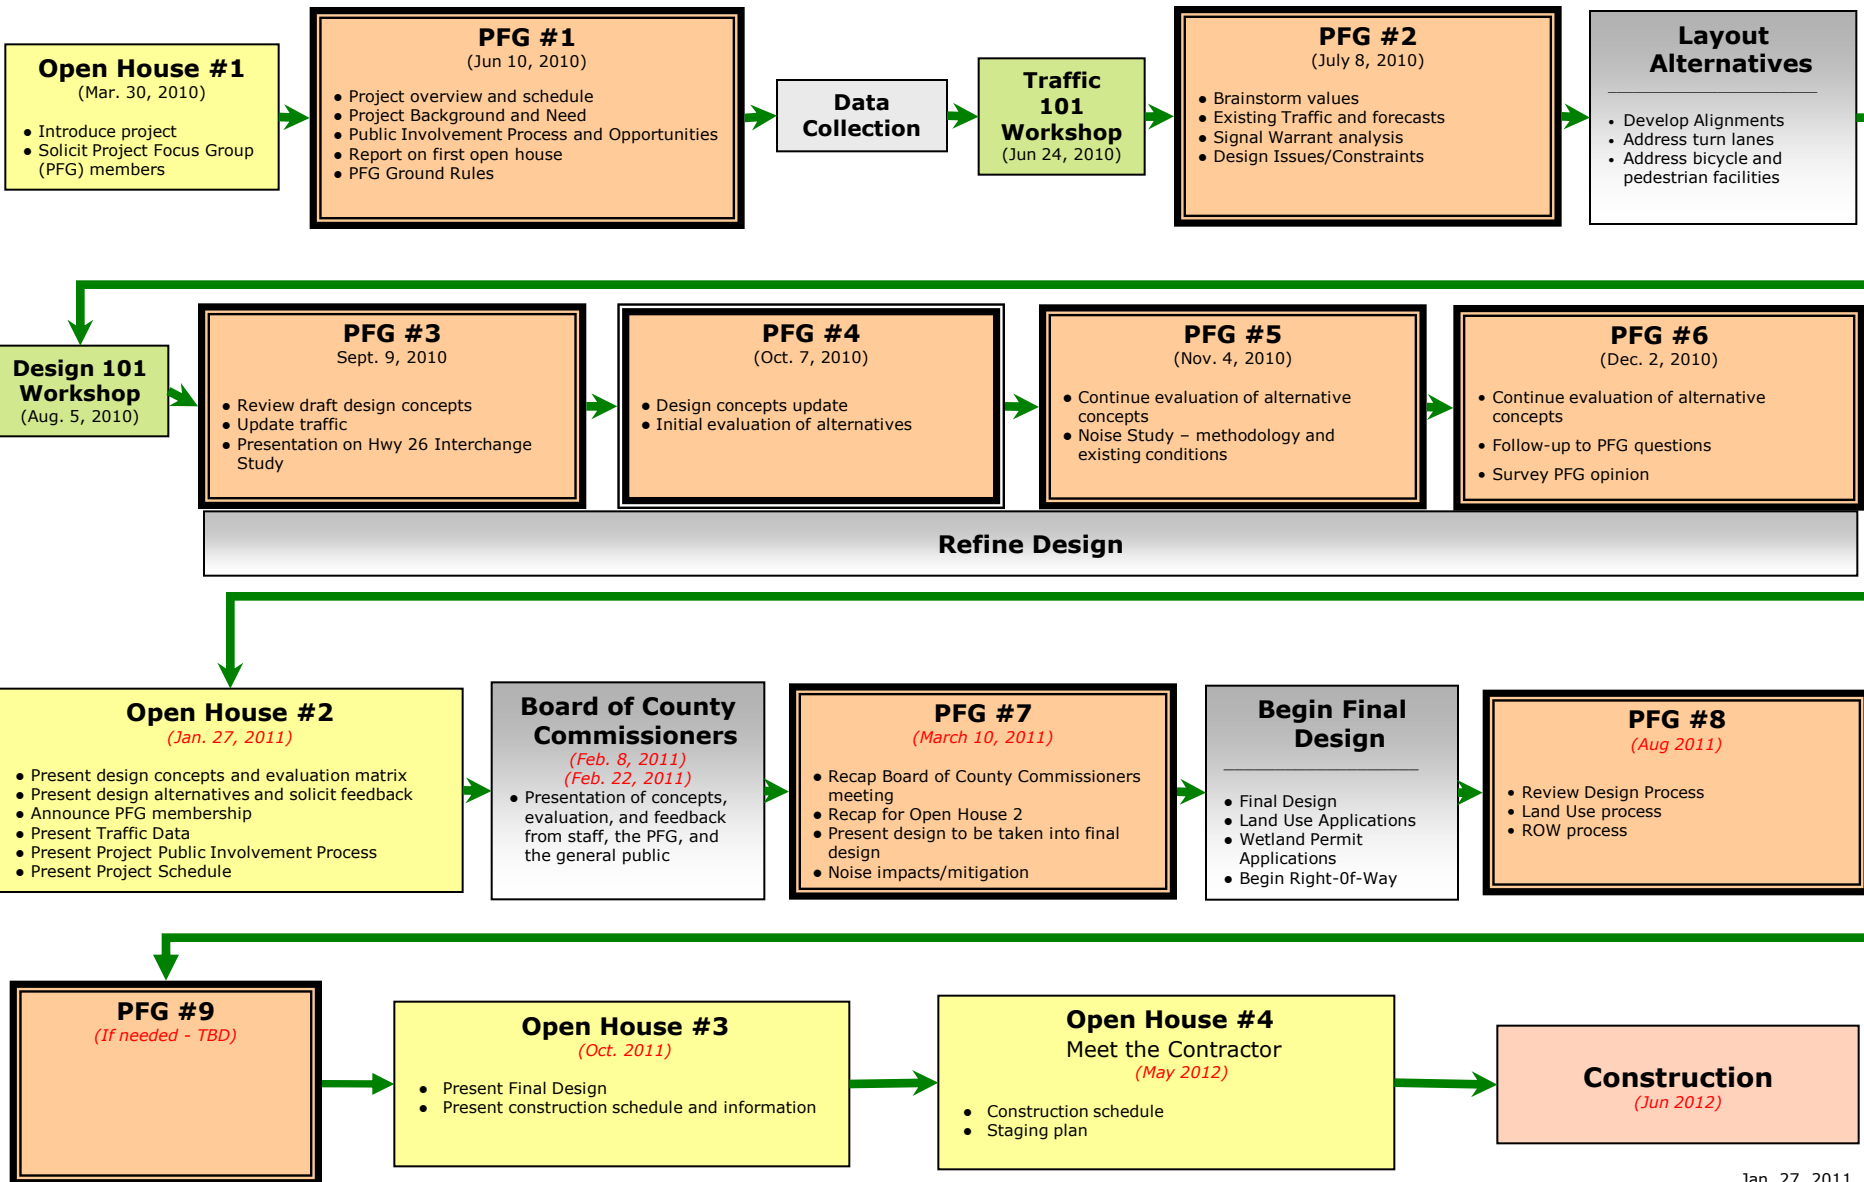 Open House #1
(Mar. 30, 2010)
● Introduce project
● Solicit Project Focus Group
(PFG) members
PFG #1
(Jun 10, 2010)
● Project overview and schedule
● Project Background and Need
● Public Involvement Process and Opportunities
● Report on first open house
● PFG Ground Rules
Data
Collection
Traffic
101
Workshop
(Jun 24, 2010)
PFG #2
(July 8, 2010)
● Brainstorm values
● Existing Traffic and forecasts
● Signal Warrant analysis
● Design Issues/Constraints
Layout
Alternatives
• Develop Alignments
• Address turn lanes
• Address bicycle and
pedestrian facilities
Design 101
Workshop
(Aug. 5, 2010)
PFG #3
Sept. 9, 2010
● Review draft design concepts
● Update traffic
● Presentation on Hwy 26 Interchange
Study
PFG #4
(Oct. 7, 2010)
● Design concepts update
● Initial evaluation of alternatives
PFG #5
(Nov. 4, 2010)
● Continue evaluation of alternative
concepts
● Noise Study – methodology and
existing conditions
PFG #6
(Dec. 2, 2010)
• Continue evaluation of alternative
concepts
• Follow-up to PFG questions
• Survey PFG opinion
Refine Design
Open House #2
(Jan. 27, 2011)
● Present design concepts and evaluation matrix
● Present design alternatives and solicit feedback
● Announce PFG membership
● Present Traffic Data
● Present Project Public Involvement Process
● Present Project Schedule
Board of County
Commissioners
(Feb. 8, 2011)
(Feb. 22, 2011)
● Presentation of concepts,
evaluation, and feedback
from staff, the PFG, and
the general public
PFG #7
(March 10, 2011)
● Recap Board of County Commissioners
meeting
● Recap for Open House 2
● Present design to be taken into final
design
● Noise impacts/mitigation
Begin Final
Design
● Final Design
● Land Use Applications
● Wetland Permit
Applications
● Begin Right-0f-Way
PFG #8
(Aug 2011)
● Review Design Process
● Land Use process
● ROW process
PFG #9
(If needed - TBD)
Open House #3
(Oct. 2011)
● Present Final Design
● Present construction schedule and information
Open House #4
Meet the Contractor
(May 2012)
● Construction schedule
● Staging plan
Construction
(Jun 2012)
Jan. 27, 2011